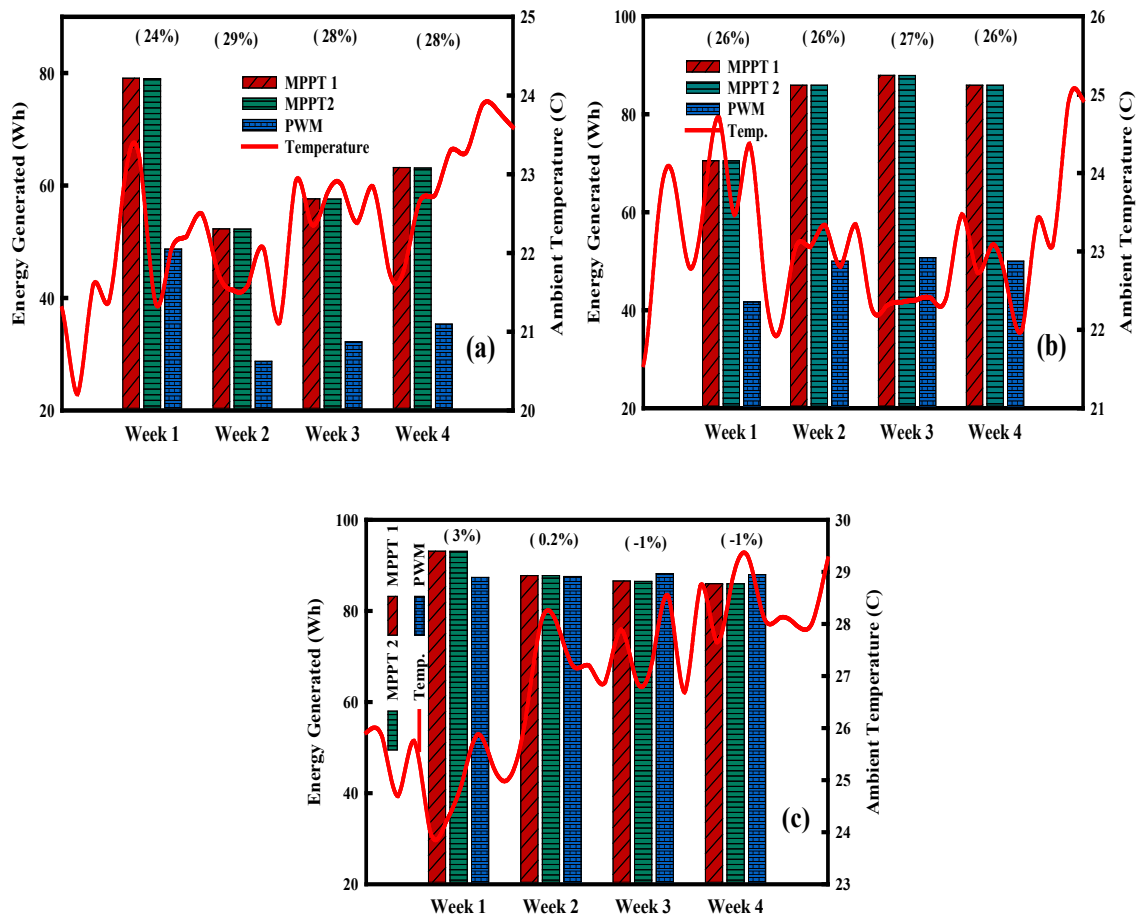 Energy Generated (Wh)
80
60
40
20
( 24%)
( 29%)
( 28%)
( 28%)
MPPT 1
MPPT2
PWM
Temperature
(a)
25
24
23
22
21
20
Ambient Temperature (C)
Week 1
Week 2
Week 3
Week 4
Energy Generated (Wh)
100
80
60
40
20
( 26%)
( 26%)
( 27%)
( 26%)
MPPT 1
MPPT 2
PWM
Temp.
(b)
26
25
24
23
22
21
Ambient Temperature (C)
Week 1
Week 2
Week 3
Week 4
Energy Generated (Wh)
100
80
60
40
20
MPPT 2
MPPT 1
Temp.
PWM
( 3%)
( 0.2%)
( -1%)
( -1%)
(c)
30
29
28
27
26
25
24
23
Ambient Temperature (C)
Week 1
Week 2
Week 3
Week 4